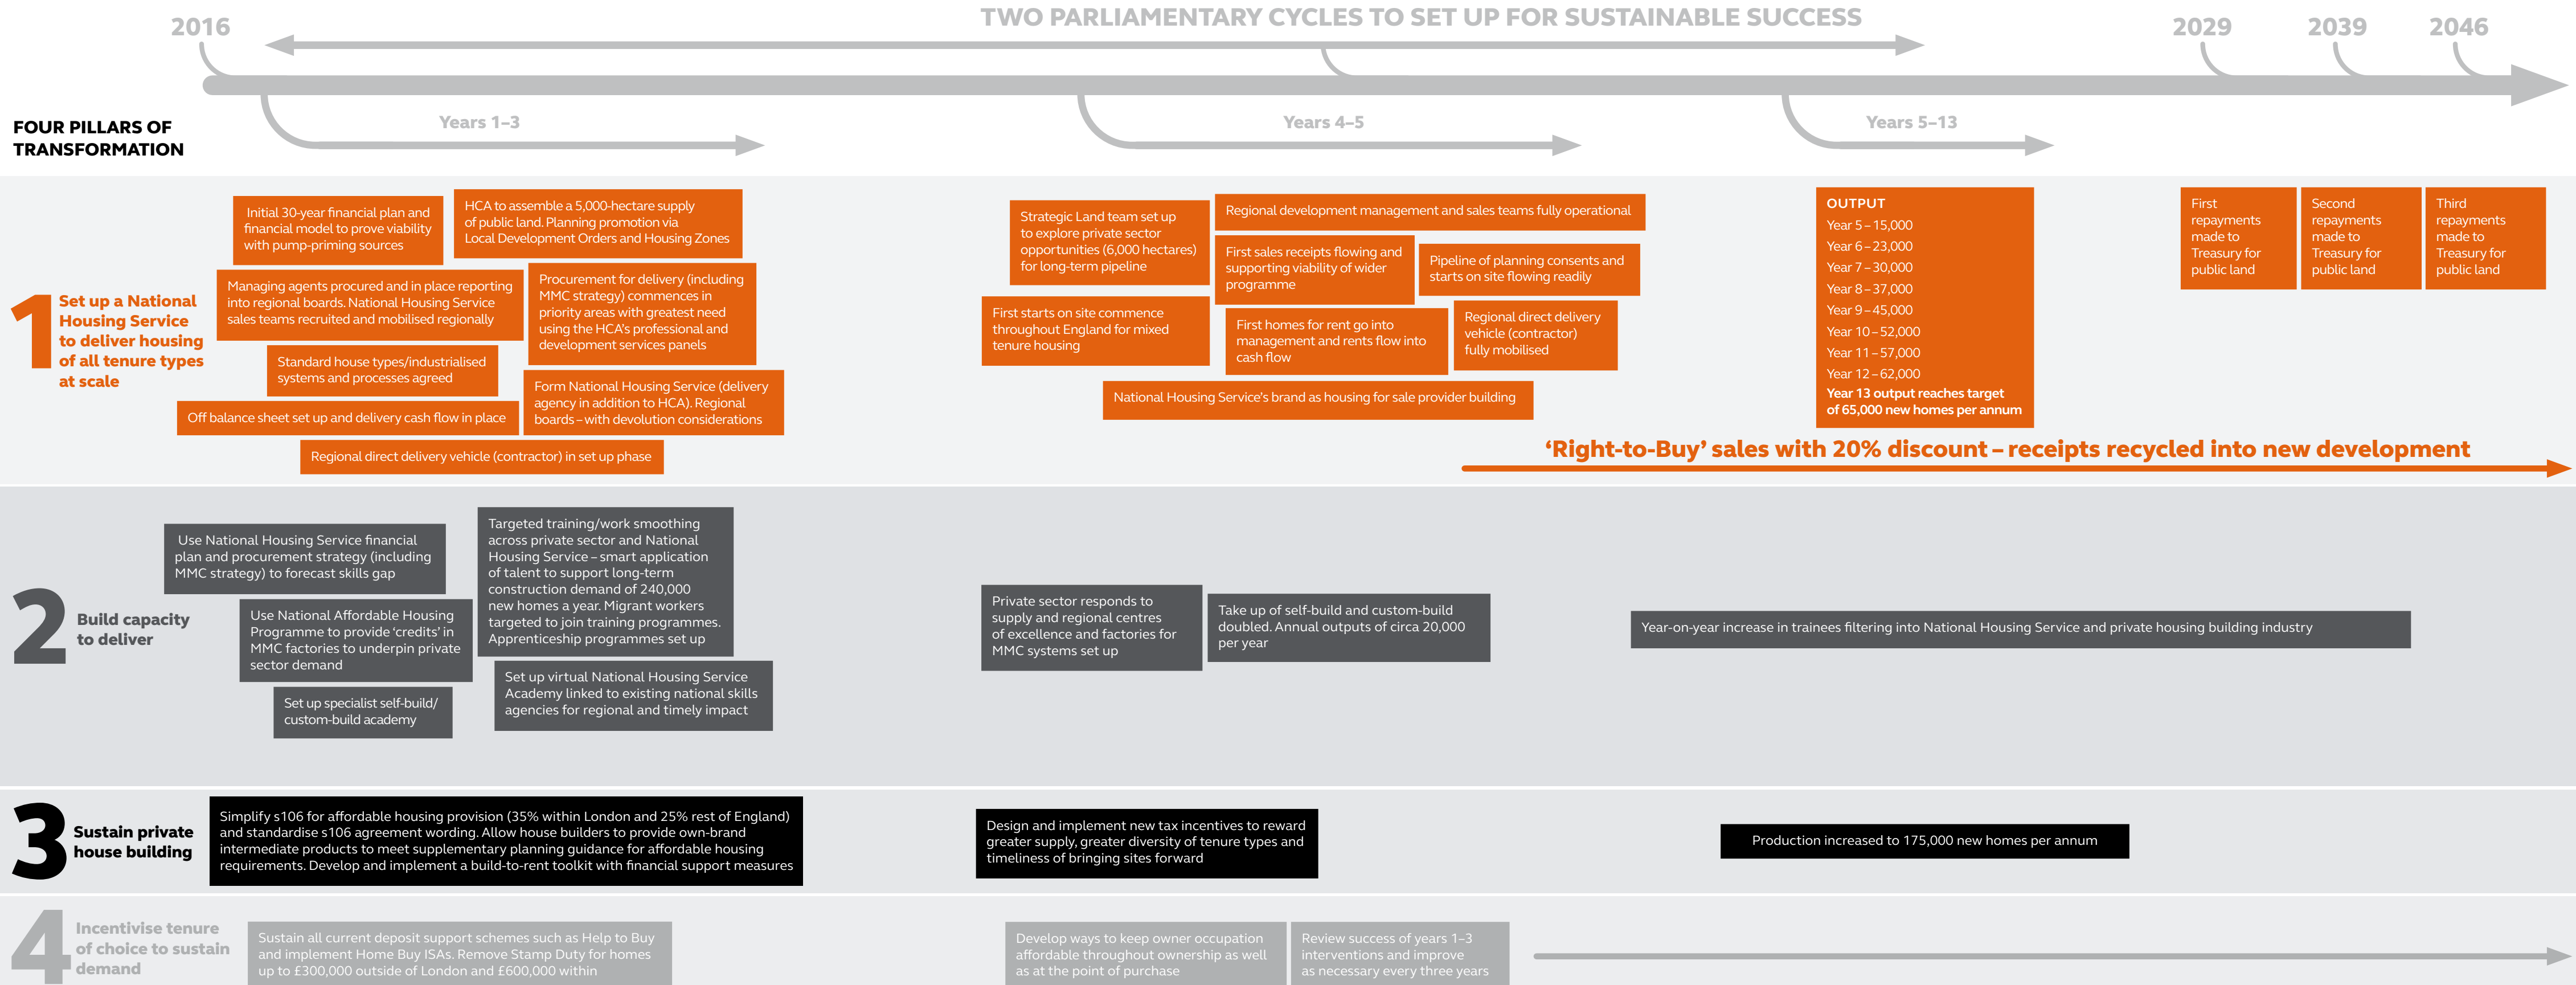 TWO PARLIAMENTARY CYCLES TO SET UP FOR SUSTAINABLE SUCCESS
2016
2029
2039
2046
Years 1–3
Years 4–5
Years 5–13
FOUR PILLARS OF
TRANSFORMATION
1
Set up a National
Housing Service
to deliver housing
of all tenure types
at scale
Initial 30-year financial plan and
financial model to prove viability
with pump-priming sources
HCA to assemble a 5,000-hectare supply
of public land. Planning promotion via
Local Development Orders and Housing Zones
Managing agents procured and in place reporting
into regional boards. National Housing Service
sales teams recruited and mobilised regionally
Procurement for delivery (including
MMC strategy) commences in
priority areas with greatest need
using the HCA's professional and
development services panels
Standard house types/industrialised
systems and processes agreed
Form National Housing Service (delivery
agency in addition to HCA). Regional
boards – with devolution considerations
Off balance sheet set up and delivery cash flow in place
Regional direct delivery vehicle (contractor) in set up phase
Strategic Land team set up
to explore private sector
opportunities (6,000 hectares)
for long-term pipeline
Regional development management and sales teams fully operational
First sales receipts flowing and
supporting viability of wider
programme
Pipeline of planning consents and
starts on site flowing readily
First starts on site commence
throughout England for mixed
tenure housing
First homes for rent go into
management and rents flow into
cash flow
Regional direct delivery
vehicle (contractor)
fully mobilised
National Housing Service's brand as housing for sale provider building
OUTPUT
Year 5 – 15,000
Year 6 – 23,000
Year 7 – 30,000
Year 8 – 37,000
Year 9 – 45,000
Year 10 – 52,000
Year 11 – 57,000
Year 12 – 62,000
Year 13 output reaches target
of 65,000 new homes per annum
First
repayments
made to
Treasury for
public land
Second
repayments
made to
Treasury for
public land
Third
repayments
made to
Treasury for
public land
‘Right-to-Buy’ sales with 20% discount – receipts recycled into new development
2
Build capacity
to deliver
Use National Housing Service financial
plan and procurement strategy (including
MMC strategy) to forecast skills gap
Targeted training/work smoothing
across private sector and National
Housing Service – smart application
of talent to support long-term
construction demand of 240,000
new homes a year. Migrant workers
targeted to join training programmes.
Apprenticeship programmes set up
Use National Affordable Housing
Programme to provide ‘credits’ in
MMC factories to underpin private
sector demand
Set up virtual National Housing Service
Academy linked to existing national skills
agencies for regional and timely impact
Set up specialist self-build/
custom-build academy
Private sector responds to
supply and regional centres
of excellence and factories for
MMC systems set up
Take up of self-build and custom-build
doubled. Annual outputs of circa 20,000
per year
Year-on-year increase in trainees filtering into National Housing Service and private housing building industry
3
Sustain private
house building
Simplify s106 for affordable housing provision (35% within London and 25% rest of England)
and standardise s106 agreement wording. Allow house builders to provide own-brand
intermediate products to meet supplementary planning guidance for affordable housing
requirements. Develop and implement a build-to-rent toolkit with financial support measures
Design and implement new tax incentives to reward
greater supply, greater diversity of tenure types and
timeliness of bringing sites forward
Production increased to 175,000 new homes per annum
4
Incentivise tenure
of choice to sustain
demand
Sustain all current deposit support schemes such as Help to Buy
and implement Home Buy ISAs. Remove Stamp Duty for homes
up to £300,000 outside of London and £600,000 within
Develop ways to keep owner occupation
affordable throughout ownership as well
as at the point of purchase
Review success of years 1–3
interventions and improve
as necessary every three years